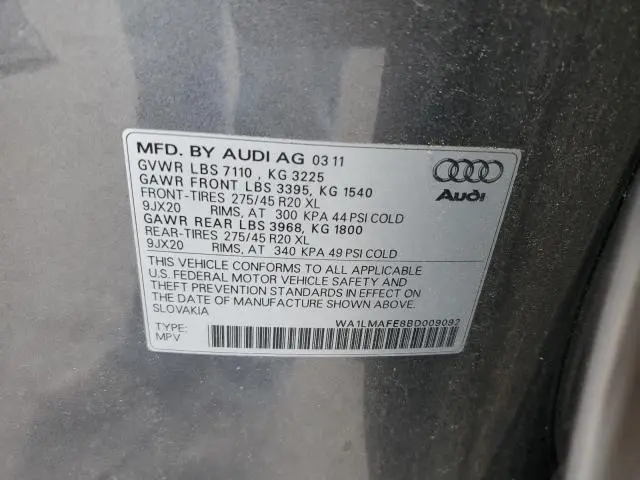 MFD. BY AUDI AG 03 11
GVWR LBS 7110 , KG 3225
GAWR FRONT LBS 3395, KG 1540
FRONT-TIRES 275/45 R20 XL
9JX20 RIMS, AT 300 KPA 44 PSI COLD
GAWR REAR LBS 3968, KG 1800
REAR-TIRES 275/45 R20 XL
9JX20 RIMS, AT 340 KPA 49 PSI COLD
Audi
THIS VEHICLE CONFORMS TO ALL APPLICABLE
U.S. FEDERAL MOTOR VEHICLE SAFETY AND
THEFT PREVENTION STANDARDS IN EFFECT ON
THE DATE OF MANUFACTURE SHOWN ABOVE.
SLOVAKIA
WA1LMAFE8BD009092
TYPE:
MPV